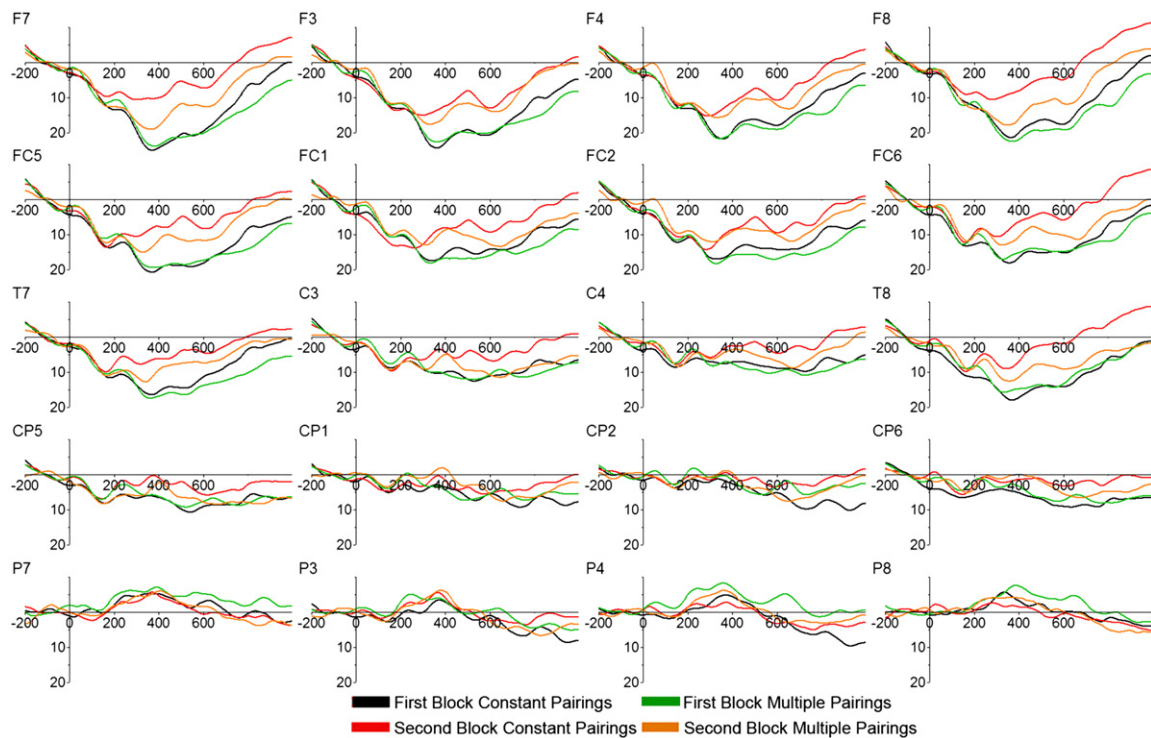 F7 F3 F4 F8
-200 0 200 400 600 -200 0 200 400 600 -200 0 200 400 600 -200 0 200 400 600
10 10 10 10
20 20 20 20
FC5 FC1 FC2 FC6
-200 0 200 400 600 -200 0 200 400 600 -200 0 200 400 600 -200 0 200 400 600
10 10 10 10
20 20 20 20
T7 C3 C4 T8
-200 0 200 400 600 -200 0 200 400 600 -200 0 200 400 600 -200 0 200 400 600
10 10 10 10
20 20 20 20
CP5 CP1 CP2 CP6
-200 0 200 400 600 -200 0 200 400 600 -200 0 200 400 600 -200 0 200 400 600
10 10 10 10
20 20 20 20
P7 P3 P4 P8
-200 0 200 400 600 -200 0 200 400 600 -200 0 200 400 600 -200 0 200 400 600
10 10 10 10
20 20 20 20
First Block Constant Pairings First Block Multiple Pairings
Second Block Constant Pairings Second Block Multiple Pairings